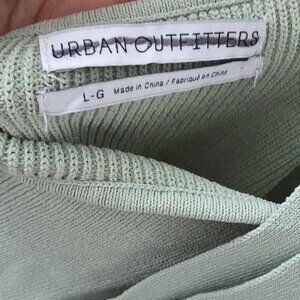 URBAN OUTFITTERS
L-G Made in China / Fabriqué en Chine